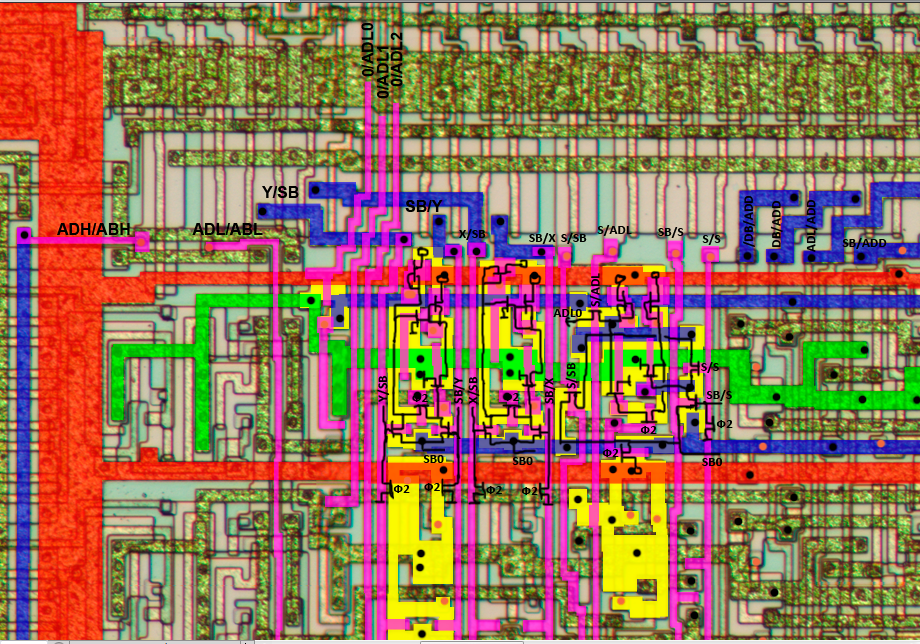 0/ADL0
0/ADL1
0/ADL2
Y/SB
SB/Y
ADH/ABH
ADL/ABL
X/SB
SB/X
S/SB
S/ADL
SB/S
S/S
/DB/ADD
DB/ADD
ADL/ADD
SB/ADD
S/ADL
ADL0
S/S
Y/SB
Φ2
SB/Y
X/SB
Φ2
SB/X
S/SB
SB/S
Φ2
Φ2
Φ2
SB0
SB0
SB0
Φ2
Φ2
Φ2
Φ2